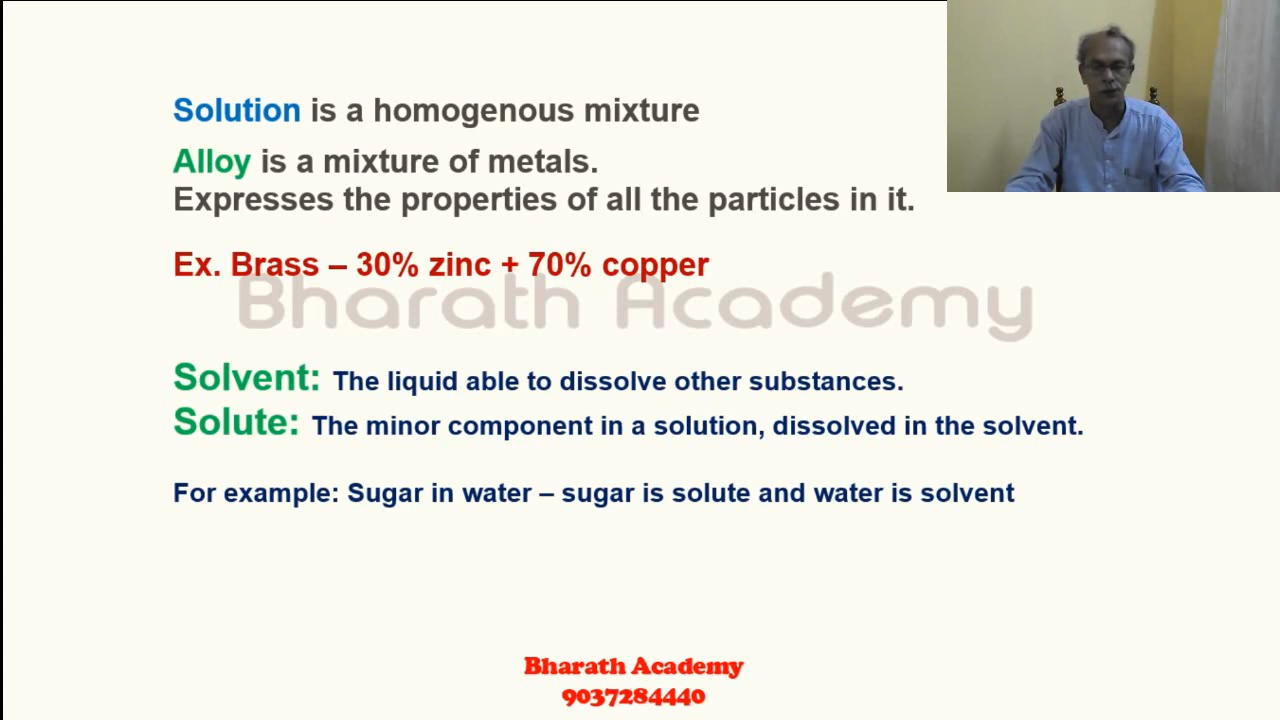 Solution is a homogenous mixture
Alloy is a mixture of metals.
Expresses the properties of all the particles in it.
Ex. Brass – 30% zinc + 70% copper
Bharath Academy
Solvent: The liquid able to dissolve other substances.
Solute: The minor component in a solution, dissolved in the solvent.
For example: Sugar in water – sugar is solute and water is solvent
Bharath Academy
9037284440